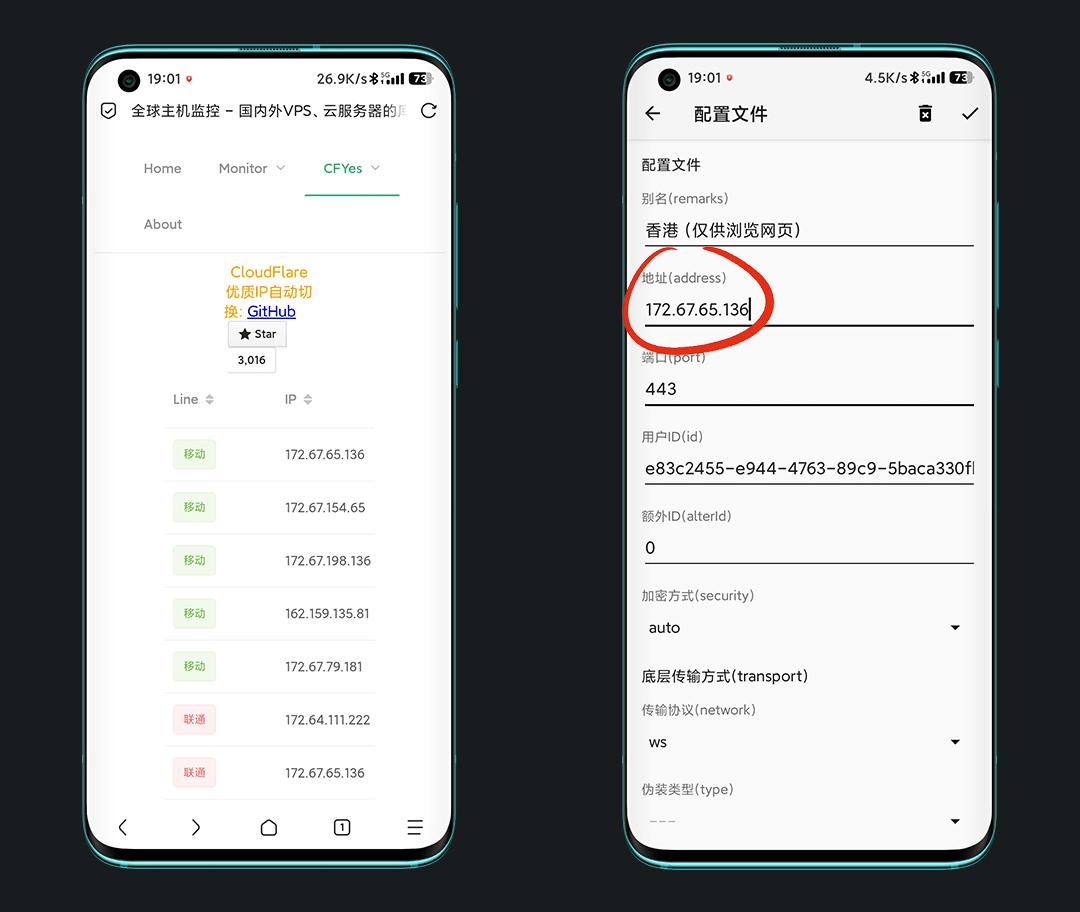 19:01
26.9K/s 5G 73
全球主机监控 – 国内外VPS、云服务器的
Home
Monitor
CFYes
About
CloudFlare
优质IP自动切
换: GitHub
★ Star
3,016
Line
IP
移动
172.67.65.136
移动
172.67.154.65
移动
172.67.198.136
移动
162.159.135.81
移动
172.67.79.181
联通
172.64.111.222
联通
172.67.65.136
1
19:01
4.5K/s 5G 73
配置文件
配置文件
别名(remarks)
香港（仅供浏览网页）
地址(address)
172.67.65.136
端口(port)
443
用户ID(id)
e83c2455-e944-4763-89c9-5baca330f
额外ID(alterId)
0
加密方式(security)
auto
底层传输方式(transport)
传输协议(network)
ws
伪装类型(type)
---